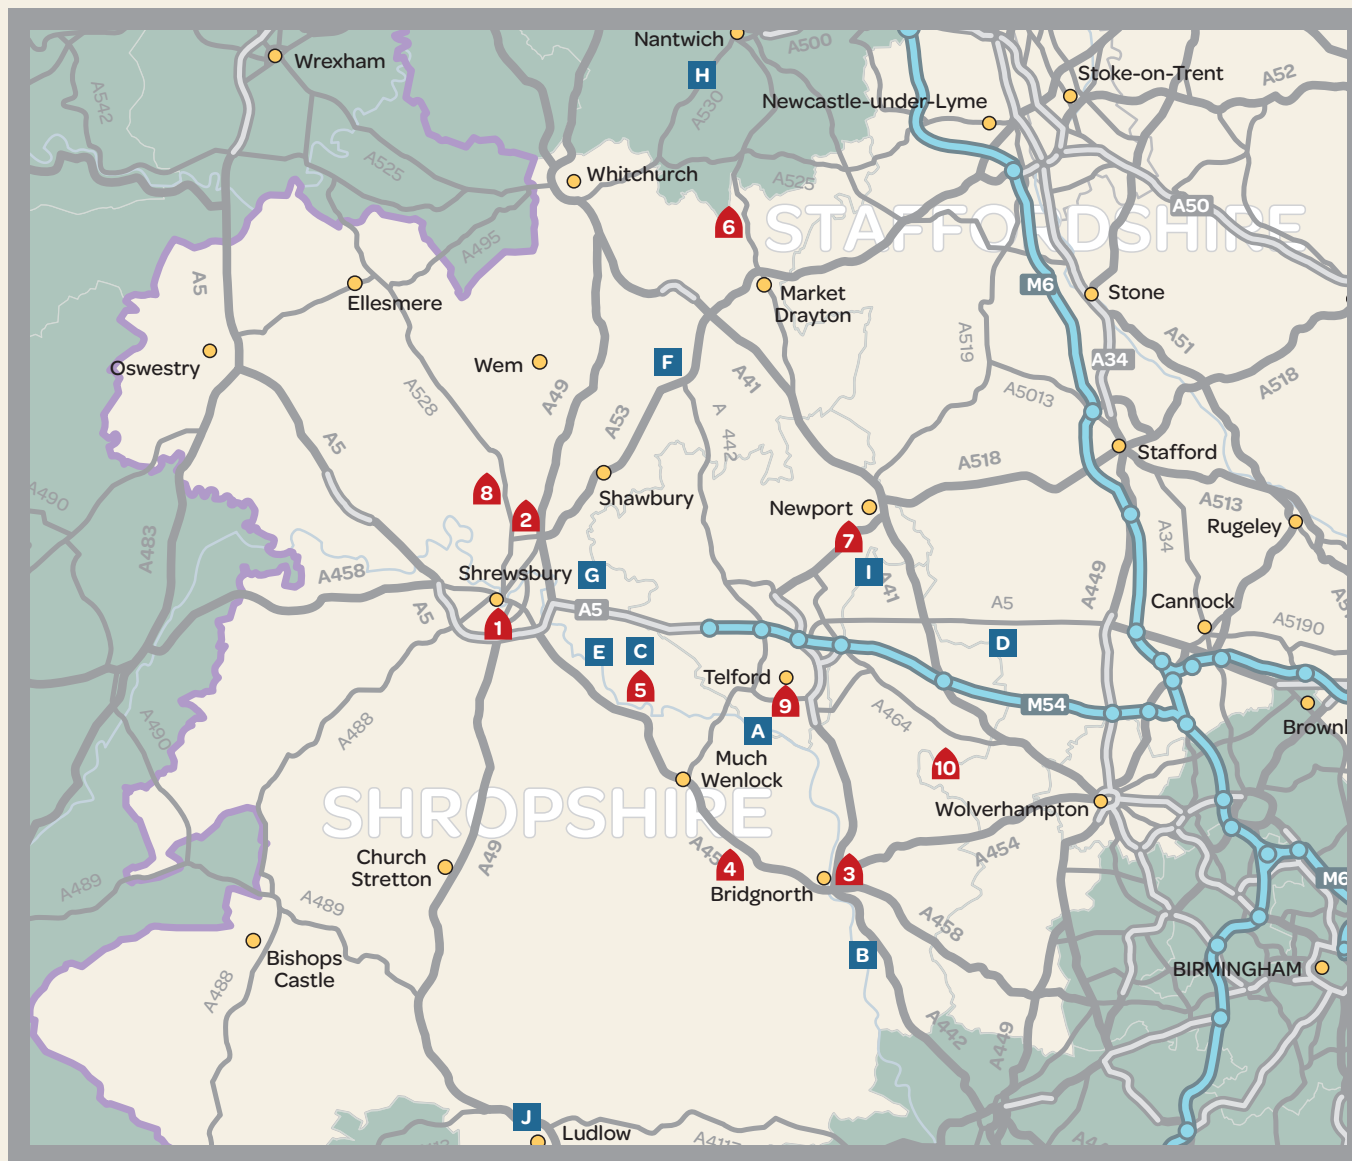 Nantwich
A500
Wrexham
H
Stoke-on-Trent
A52
A542
Newcastle-under-Lyme
A530
A525
Whitchurch
A525
A50
6
STAFFORDSHIRE
A495
A5
M6
Ellesmere
Market
Drayton
Stone
A519
A51
Oswestry
Wem
F
A34
A41
A518
A528
A49
A5013
A
442
A53
A5
Stafford
A518
8
Shawbury
A490
2
Newport
A513
Rugeley
7
A34
A483
Shrewsbury
G
I
A458
A41
A449
A5
A5
A5
Cannock
1
A5190
E
C
D
Telford
5
9
M54
A490
A488
A
A464
Brownh
Much
Wenlock
10
SHROPSHIRE
Wolverhampton
Church
Stretton
A49
A45
4
3
A454
Bridgnorth
M6
A489
A489
A458
Bishops
Castle
B
BIRMINGHAM
A488
A442
A449
J
Ludlow
A4117